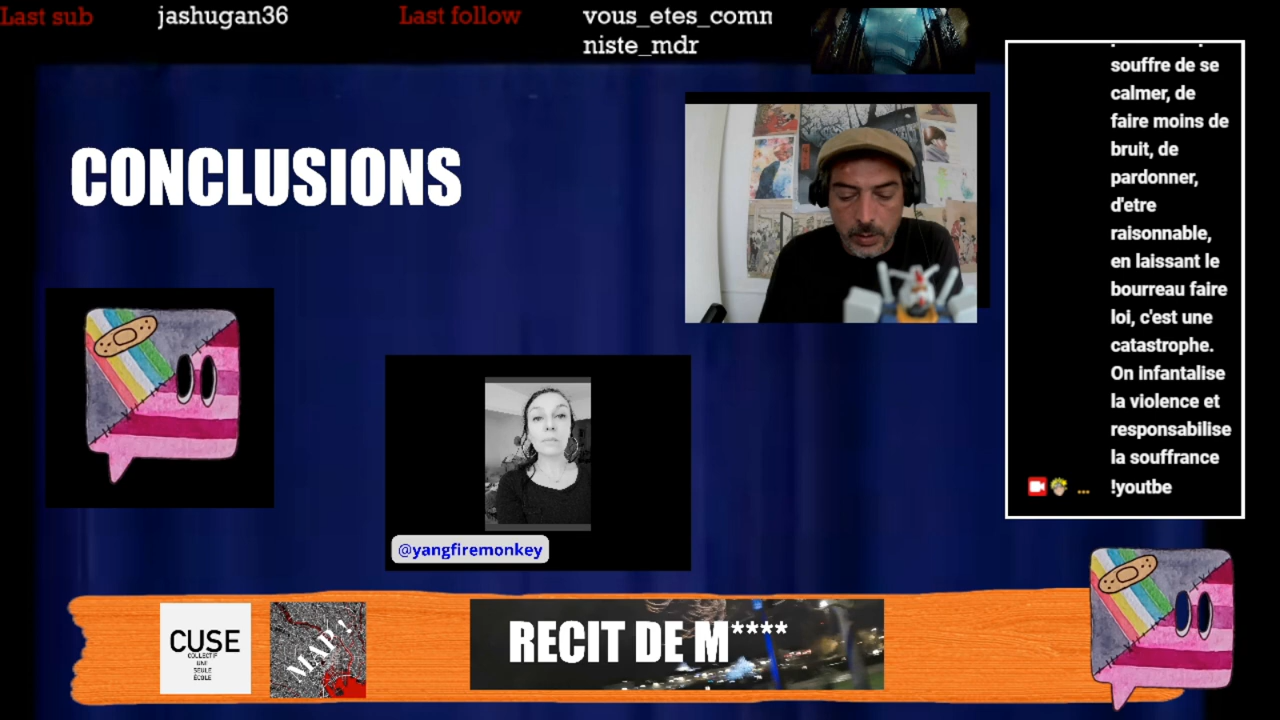 Last sub
jashugan36
Last follow
vous_etes_comn
niste_mdr
CONCLUSIONS
souffre de se
calmer, de
faire moins de
bruit, de
pardonner,
d'etre
raisonnable,
en laissant le
bourreau faire
loi, c'est une
catastrophe.
On infantalise
la violence et
responsabilise
la souffrance
... !youtbe
@yangfiremonkey
CUSE
COLLECTIF
UNE
SEULE
ÉCOLE
MAP !
RECIT DE M****